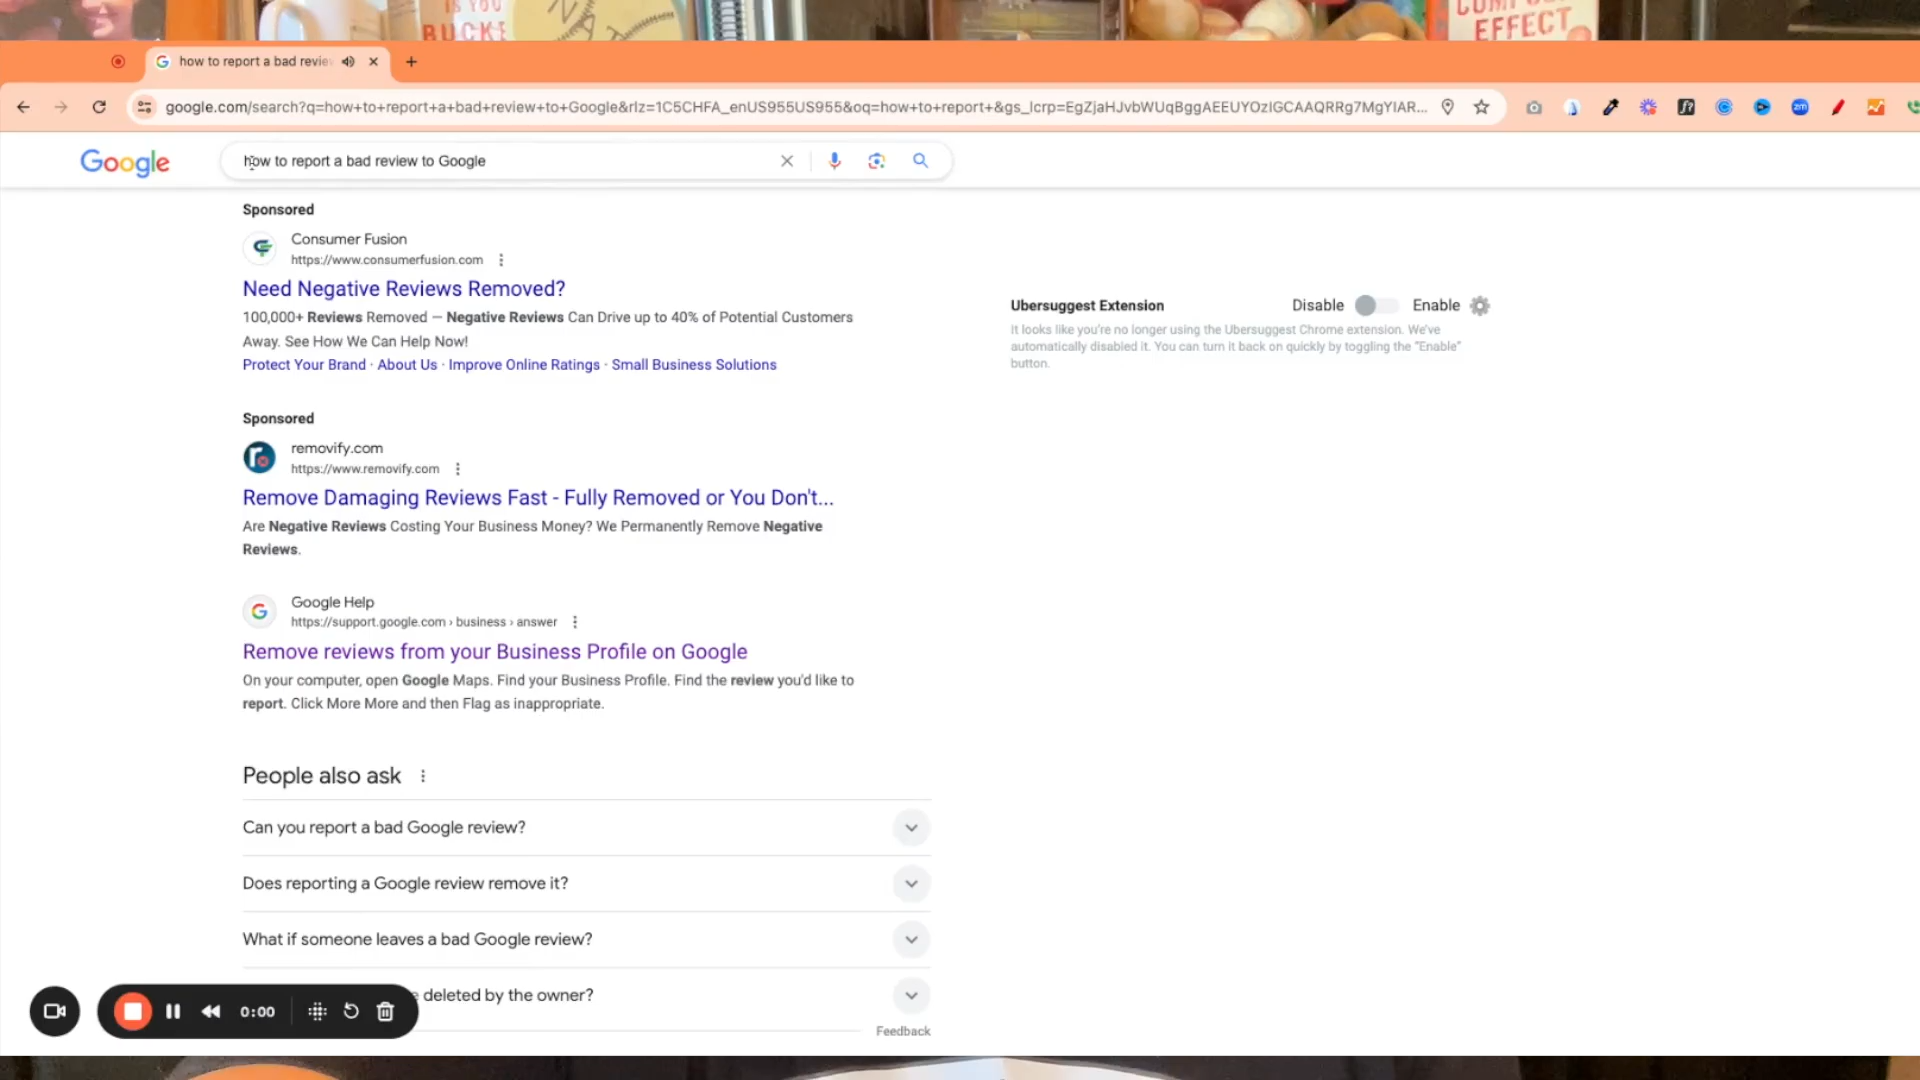 IS YOU
BUCKE
EFFECT
how to report a bad review
google.com/search?q=how+to+report+a+bad+review+to+Google&rlz=1C5CHFA_enUS955US955&oq=how+to+report+&gs_lcrp=EgZjaHJvbWUqBggAEEUYOzIGCAAQRRg7MgYIAR...
zm
Google
how to report a bad review to Google
Sponsored
Consumer Fusion
https://www.consumerfusion.com
Need Negative Reviews Removed?
100,000+ Reviews Removed — Negative Reviews Can Drive up to 40% of Potential Customers
Away. See How We Can Help Now!
Protect Your Brand · About Us · Improve Online Ratings · Small Business Solutions
Ubersuggest Extension Disable Enable
It looks like you're no longer using the Ubersuggest Chrome extension. We've
automatically disabled it. You can turn it back on quickly by toggling the "Enable"
button.
Sponsored
removify.com
https://www.removify.com
Remove Damaging Reviews Fast - Fully Removed or You Don't...
Are Negative Reviews Costing Your Business Money? We Permanently Remove Negative
Reviews.
Google Help
https://support.google.com › business › answer
Remove reviews from your Business Profile on Google
On your computer, open Google Maps. Find your Business Profile. Find the review you'd like to
report. Click More More and then Flag as inappropriate.
People also ask
Can you report a bad Google review?
Does reporting a Google review remove it?
What if someone leaves a bad Google review?
deleted by the owner?
0:00
Feedback